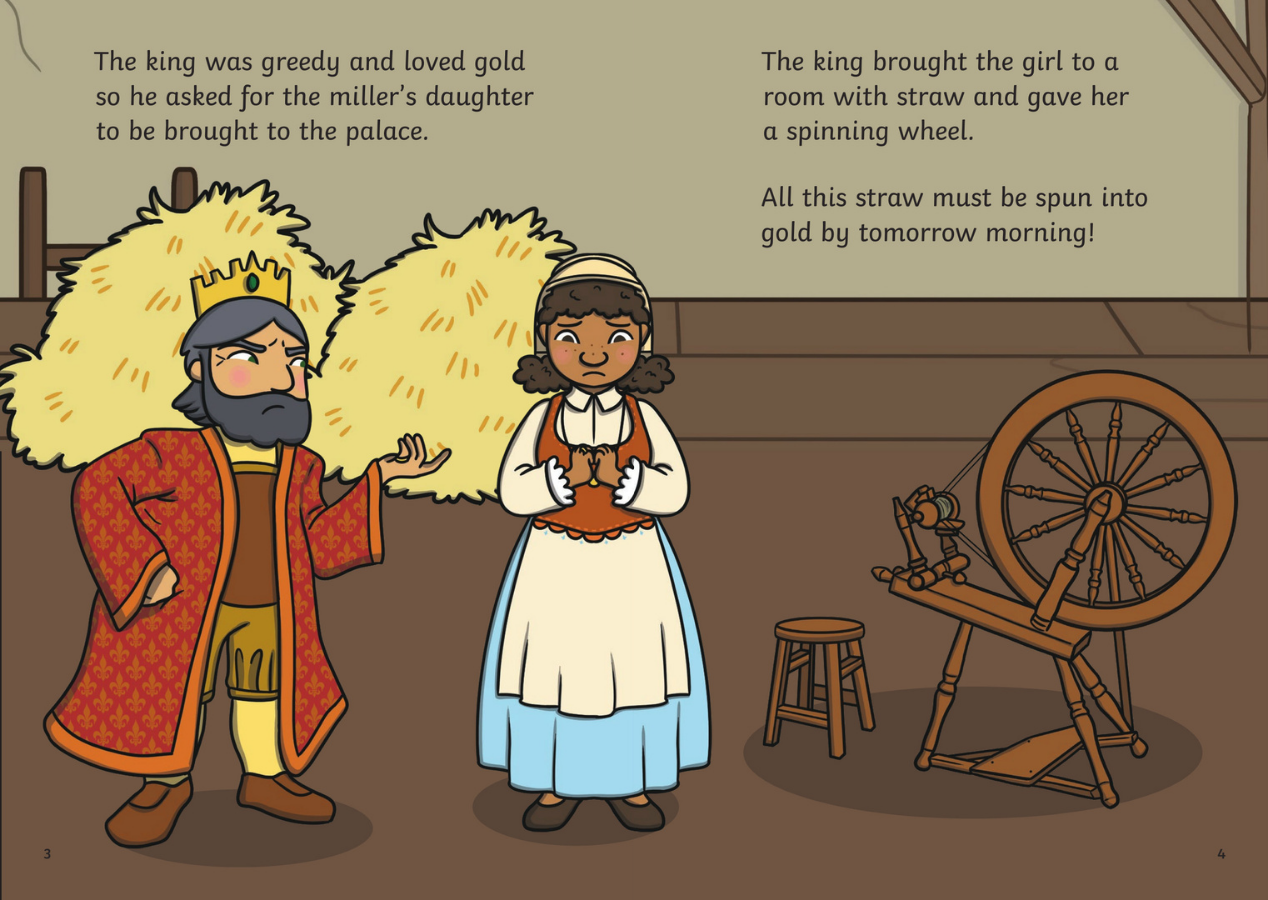 The king was greedy and loved gold
so he asked for the miller’s daughter
to be brought to the palace.
The king brought the girl to a
room with straw and gave her
a spinning wheel.
All this straw must be spun into
gold by tomorrow morning!
3
4